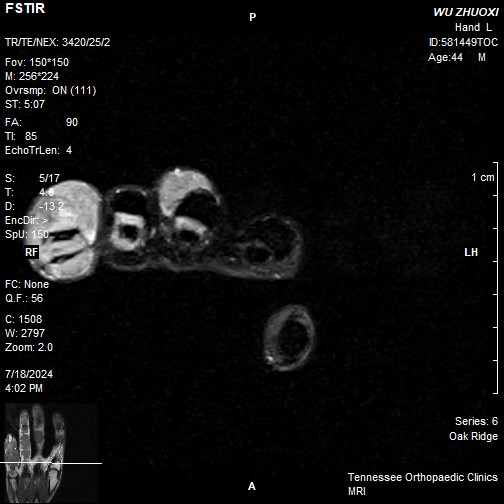 FSTIR
P
WU ZHUOXI
Hand L
TR/TE/NEX: 3420/25/2
ID:581449TOC
Age:44 M
Fov: 150*150
M: 256*224
Ovrsmp: ON (111)
ST: 5:07
FA: 90
TI: 85
EchoTrLen: 4
S: 5/17
1 cm
T: 4.8
D: -13.2
EncDir: >
SpU: 150
RF
LH
FC: None
Q.F.: 56
C: 1508
W: 2797
Zoom: 2.0
7/18/2024
4:02 PM
Series: 6
Oak Ridge
A
Tennessee Orthopaedic Clinics
MRI